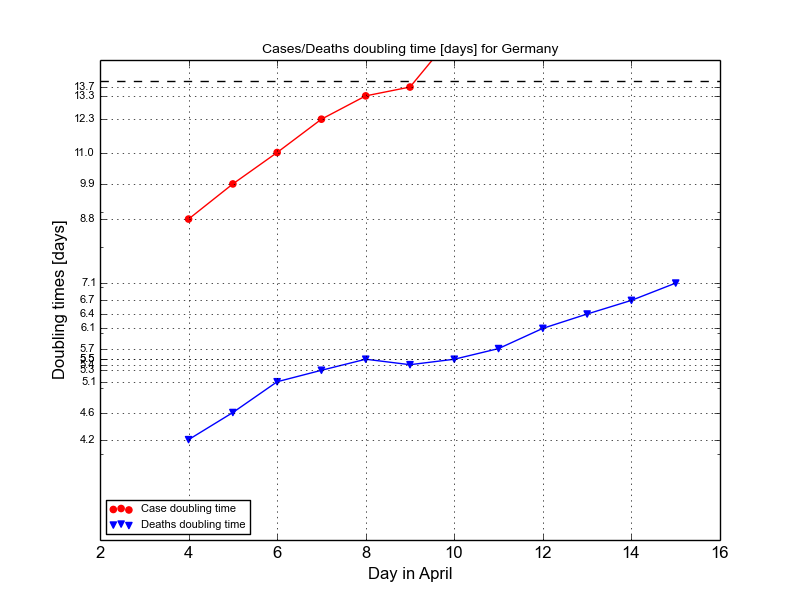 Cases/Deaths doubling time [days] for Germany
13.7
13.3
12.3
11.0
9.9
8.8
7.1
6.7
6.4
6.1
5.7
5.5
5.3
5.1
4.6
4.2
Doubling times [days]
Case doubling time
Deaths doubling time
2 4 6 8 10 12 14 16
Day in April